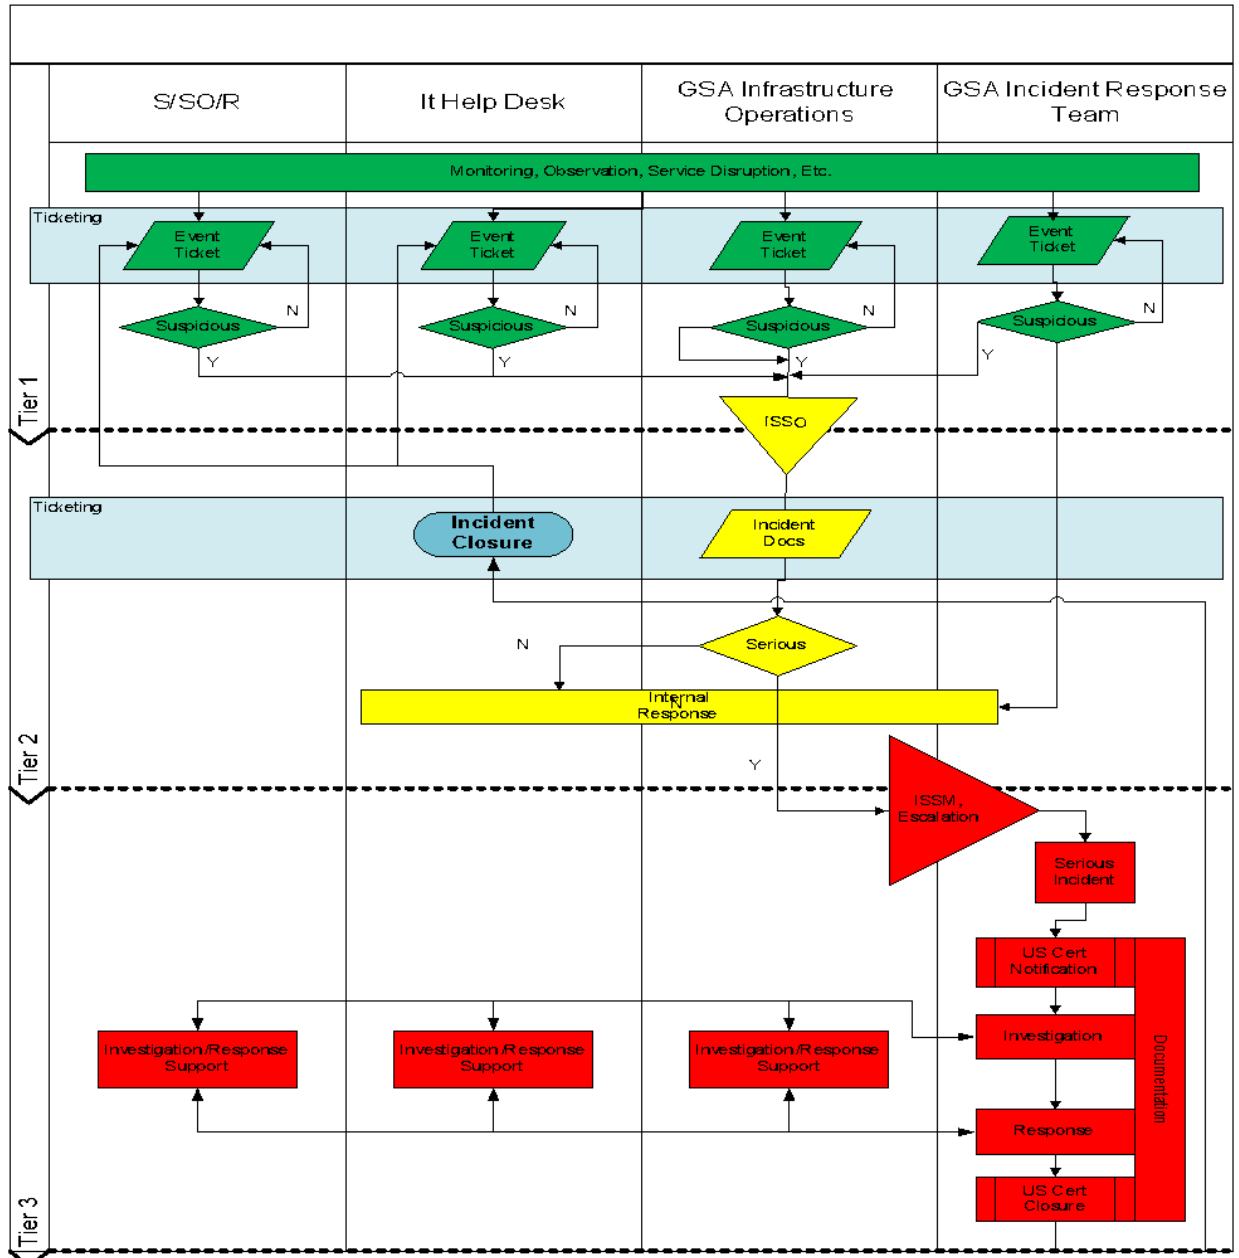 S/SO/R
It Help Desk
GSA Infrastructure
Operations
GSA Incident Response
Team
Monitoring, Observation, Service Disruption, Etc.
Ticketing
Event
Ticket
Event
Ticket
Event
Ticket
Event
Ticket
Suspicious
N
Suspicious
N
Suspicious
N
Suspicious
N
Y
Y
Y
Y
Tier 1
ISSO
Ticketing
Incident
Closure
Incident
Docs
Serious
N
Internal
N
Response
Y
Tier 2
ISSM,
Escalation
Serious
Incident
US Cert
Notification
Investigation
Investigation/Response
Support
Investigation/Response
Support
Investigation/Response
Support
Documentation
Response
US Cert
Closure
Tier 3